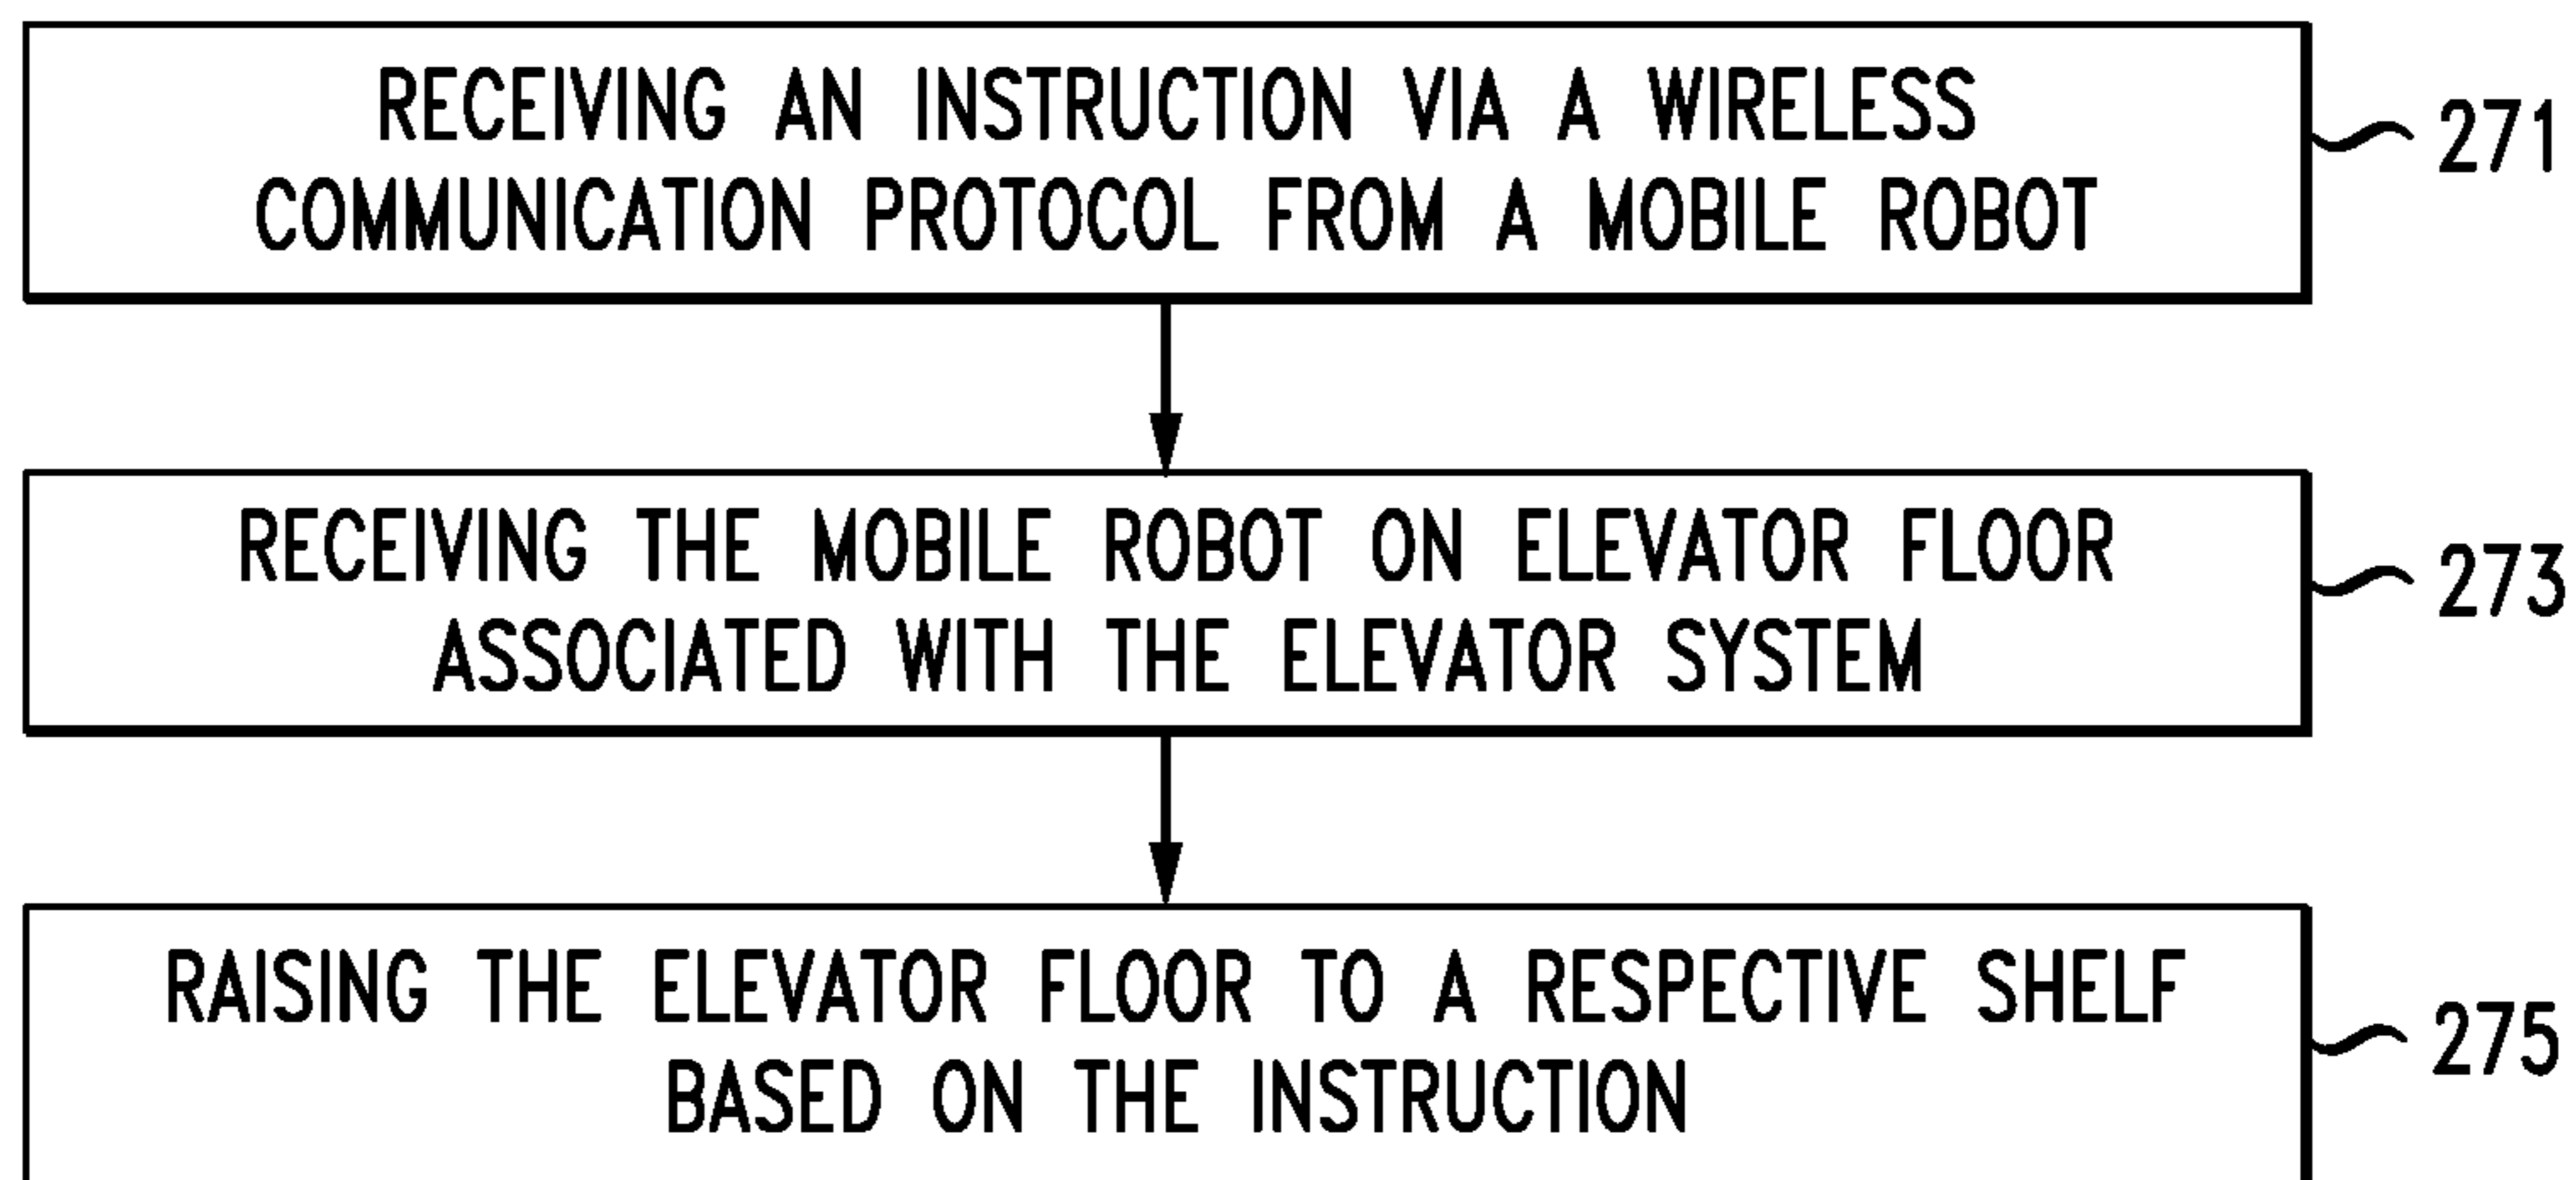 RECEIVING AN INSTRUCTION VIA A WIRELESS
COMMUNICATION PROTOCOL FROM A MOBILE ROBOT
271
RECEIVING THE MOBILE ROBOT ON ELEVATOR FLOOR
ASSOCIATED WITH THE ELEVATOR SYSTEM
273
RAISING THE ELEVATOR FLOOR TO A RESPECTIVE SHELF
BASED ON THE INSTRUCTION
275